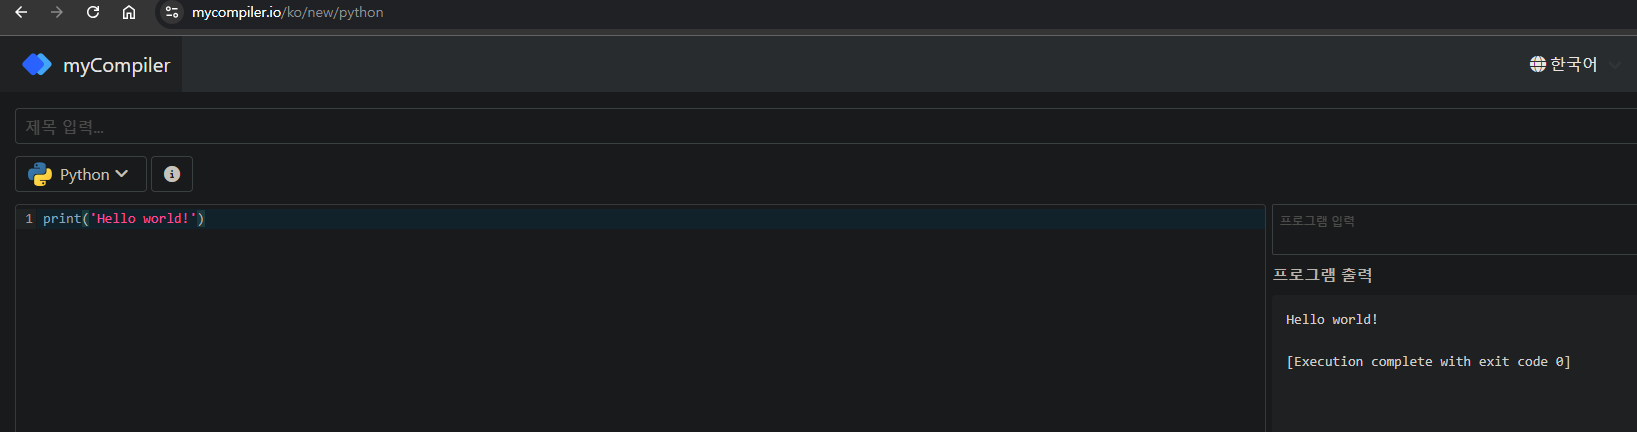 mycompiler.io/ko/new/python
myCompiler
한국어
제목 입력...
Python
1 print('Hello world!')
프로그램 입력
프로그램 출력
Hello world!
[Execution complete with exit code 0]